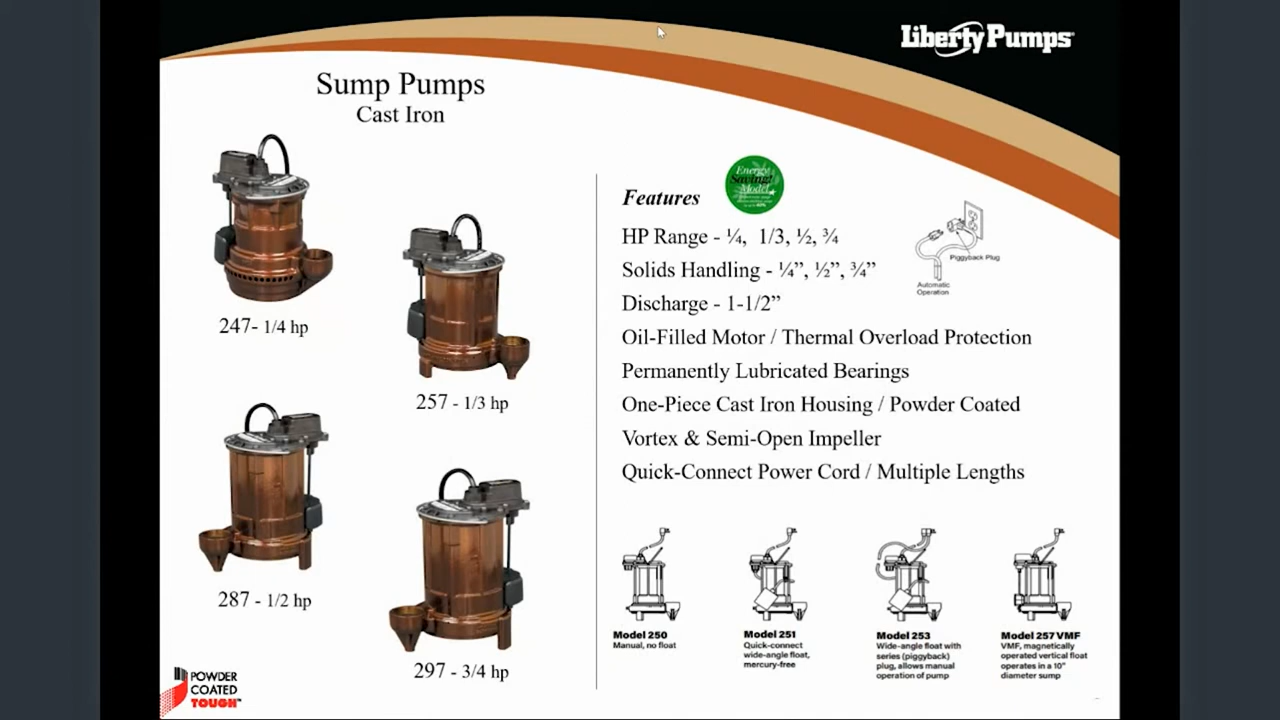 Liberty Pumps
Sump Pumps
Cast Iron
247- 1/4 hp
257 - 1/3 hp
287 - 1/2 hp
297 - 3/4 hp
POWDER
COATED
TOUGH™
Features
Energy
Saving!
Model
HP Range - ¼, 1/3, ½, ¾
Solids Handling - ¼”, ½”, ¾”
Discharge - 1-1/2”
Oil-Filled Motor / Thermal Overload Protection
Permanently Lubricated Bearings
One-Piece Cast Iron Housing / Powder Coated
Vortex & Semi-Open Impeller
Quick-Connect Power Cord / Multiple Lengths
Piggyback Plug
Automatic
Operation
Model 250
Manual, no float
Model 251
Quick-connect
wide-angle float,
mercury-free
Model 253
Wide-angle float with
series (piggyback)
plug, allows manual
operation of pump
Model 257 VMF
VMF, magnetically
operated vertical float
operates in a 10"
diameter sump